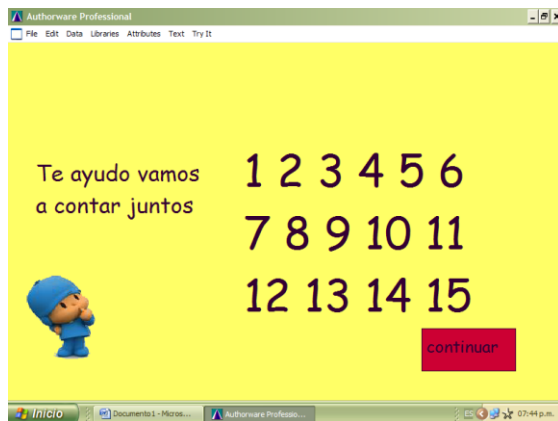 Authorware Professional
File Edit Data Libraries Attributes Text Try It
Te ayudo vamos
a contar juntos
1 2 3 4 5 6
7 8 9 10 11
12 13 14 15
continuar
Inicio Documento1 - Micros... Authorware Professio... ES 07:44 p.m.